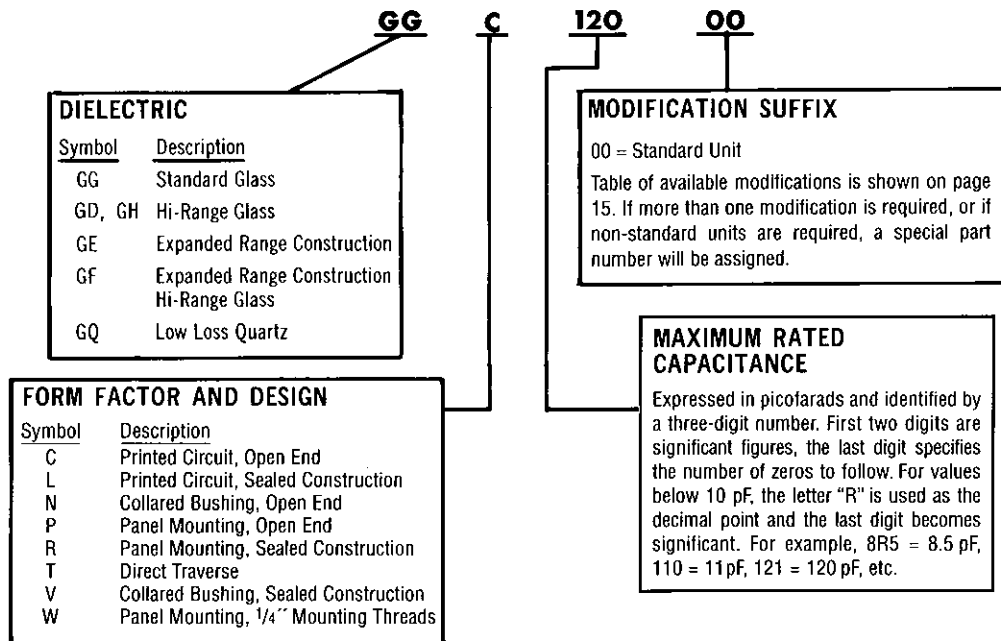 GG C 120 00
DIELECTRIC
Symbol Description
GG Standard Glass
GD, GH Hi-Range Glass
GE Expanded Range Construction
GF Expanded Range Construction
Hi-Range Glass
GQ Low Loss Quartz
MODIFICATION SUFFIX
00 = Standard Unit
Table of available modifications is shown on page
15. If more than one modification is required, or if
non-standard units are required, a special part
number will be assigned.
FORM FACTOR AND DESIGN
Symbol Description
C Printed Circuit, Open End
L Printed Circuit, Sealed Construction
N Collared Bushing, Open End
P Panel Mounting, Open End
R Panel Mounting, Sealed Construction
T Direct Traverse
V Collared Bushing, Sealed Construction
W Panel Mounting, 1/4″ Mounting Threads
MAXIMUM RATED
CAPACITANCE
Expressed in picofarads and identified by
a three-digit number. First two digits are
significant figures, the last digit specifies
the number of zeros to follow. For values
below 10 pF, the letter “R” is used as the
decimal point and the last digit becomes
significant. For example, 8R5 = 8.5 pF,
110 = 11pF, 121 = 120 pF, etc.